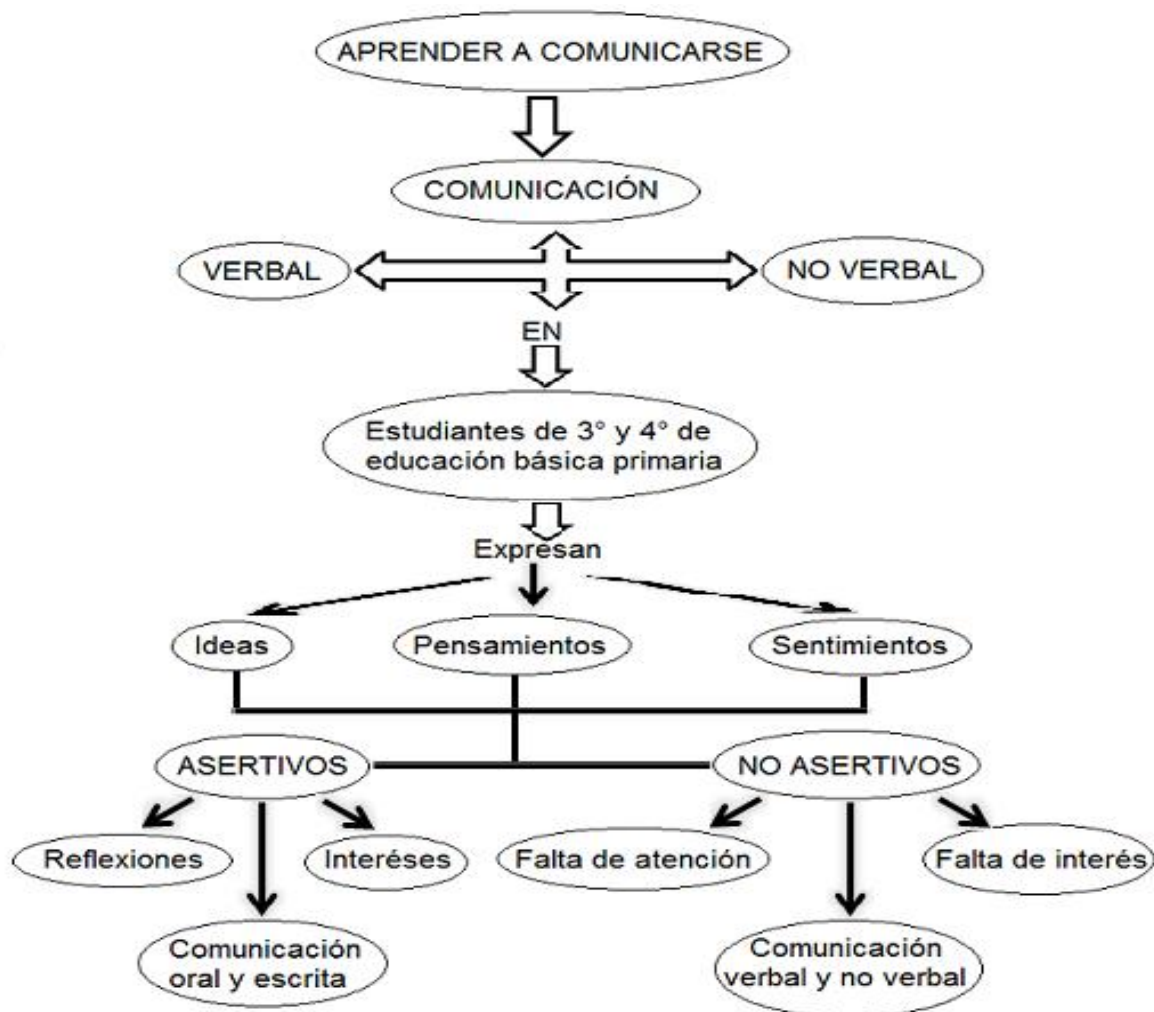 APRENDER A COMUNICARSE
COMUNICACIÓN
VERBAL
NO VERBAL
EN
Estudiantes de 3° y 4° de
educación básica primaria
Expresan
Ideas
Pensamientos
Sentimientos
ASERTIVOS
NO ASERTIVOS
Reflexiones
Interéses
Falta de atención
Falta de interés
Comunicación
oral y escrita
Comunicación
verbal y no verbal